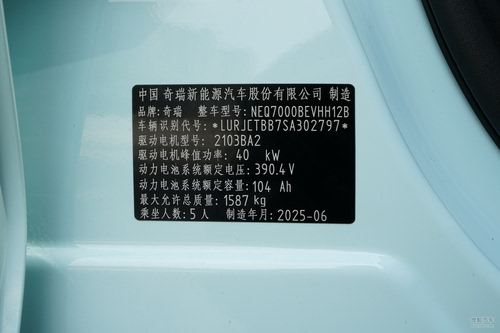 中国 奇瑞新能源汽车股份有限公司 制造
品牌：奇瑞 整车型号：NEQ7000BEVHH12B
车辆识别代号：*LURJCTBB7SA302797*
驱动电机型号：2103BA2
驱动电机峰值功率：40 kW
动力电池系统额定电压：390.4V
动力电池系统额定容量：104 Ah
最大允许总质量：1587 kg
乘坐人数：5人 制造年月：2025-06